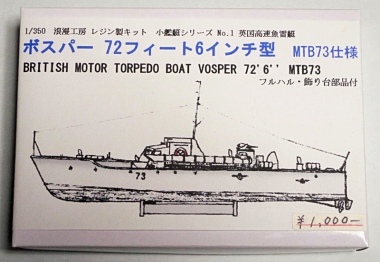 1/350 浪漫工房 レジン製キット 小艦艇シリーズ No.1 英国高速魚雷艇
ボスパー 72フィート6インチ型 MTB73仕様
BRITISH MOTOR TORPEDO BOAT VOSPER 72'6'' MTB73
フルハル・飾り台部品付
73
¥1,000-